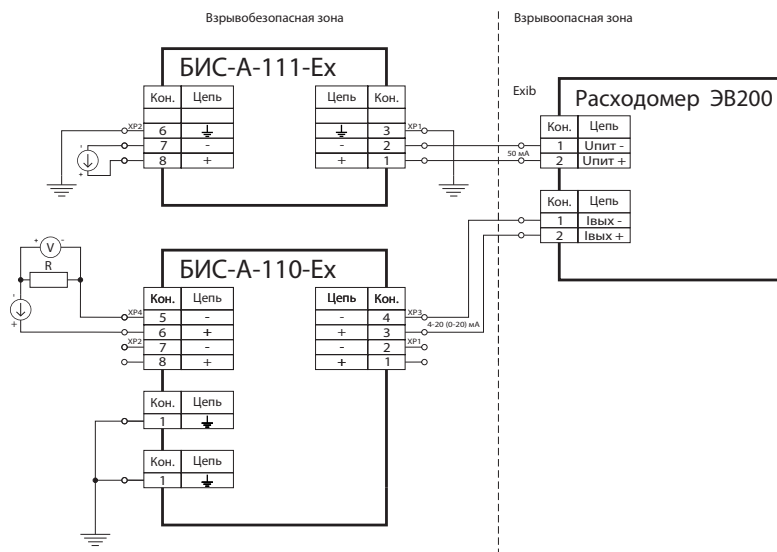 Взрывобезопасная зона
Взрывоопасная зона
БИС-А-111-Ex
Кон. Цепь
XP2 6
7 -
8 +
- +
Цепь Кон.
3 XP1
- 2
+ 1
50 мА
Exib
Расходомер ЭВ200
Кон. Цепь
1 Uпит -
2 Uпит +
Кон. Цепь
1 Iвых -
2 Iвых +
БИС-А-110-Ex
+ V -
R
- +
Кон. Цепь
XP4 5 -
6 +
XP2 7 -
8 +
Цепь Кон.
- 4 XP3
+ 3 4-20 (0-20) мА
- 2 XP1
+ 1
Кон. Цепь
1
Кон. Цепь
1